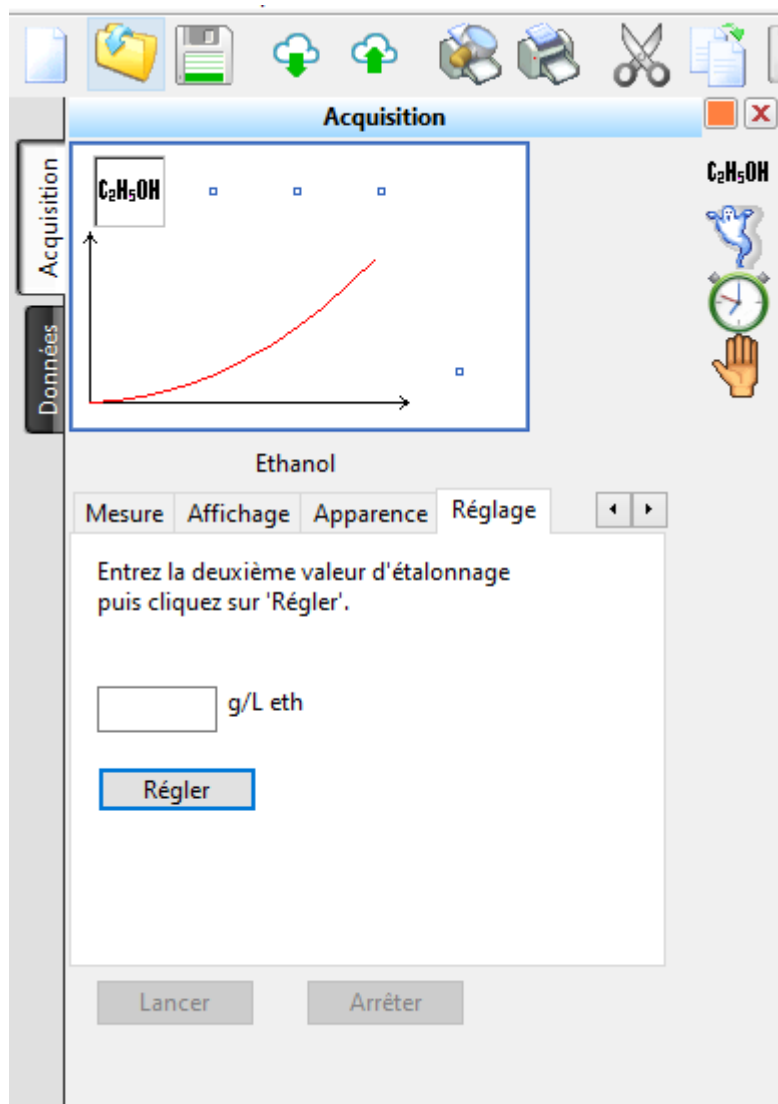 Acquisition
Acquisition
Données
C₂H₅OH
C₂H₅OH
Ethanol
Mesure Affichage Apparence Réglage
Entrez la deuxième valeur d'étalonnage
puis cliquez sur 'Régler'.
g/L eth
Régler
Lancer Arrêter